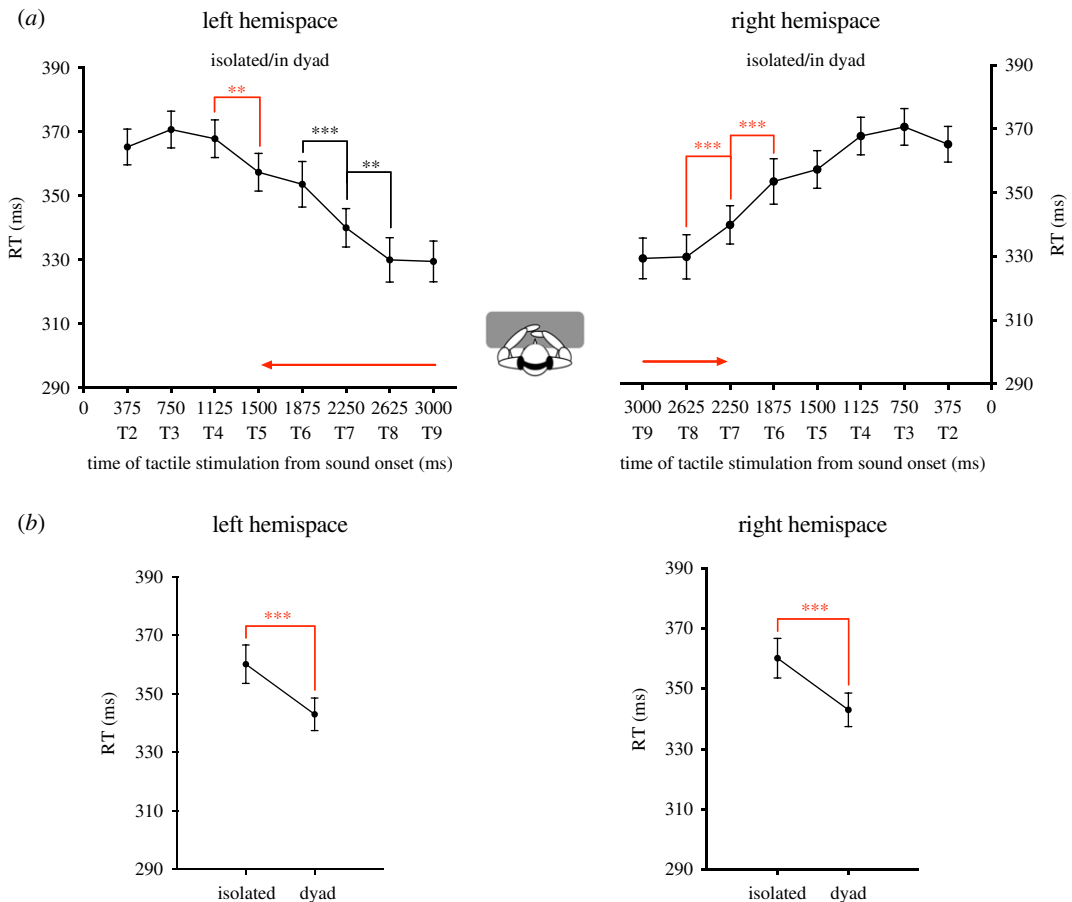 (a)
left hemispace
right hemispace
isolated/in dyad
isolated/in dyad
RT (ms)
390
370
350
330
310
290
** *** **
*** ***
390
370
350
330
310
290
RT (ms)
0 375 750 1125 1500 1875 2250 2625 3000
T2 T3 T4 T5 T6 T7 T8 T9
time of tactile stimulation from sound onset (ms)
3000 2625 2250 1875 1500 1125 750 375 0
T9 T8 T7 T6 T5 T4 T3 T2
time of tactile stimulation from sound onset (ms)
(b)
left hemispace
RT (ms)
390
370
350
330
310
290
***
isolated dyad
right hemispace
RT (ms)
390
370
350
330
310
290
***
isolated dyad